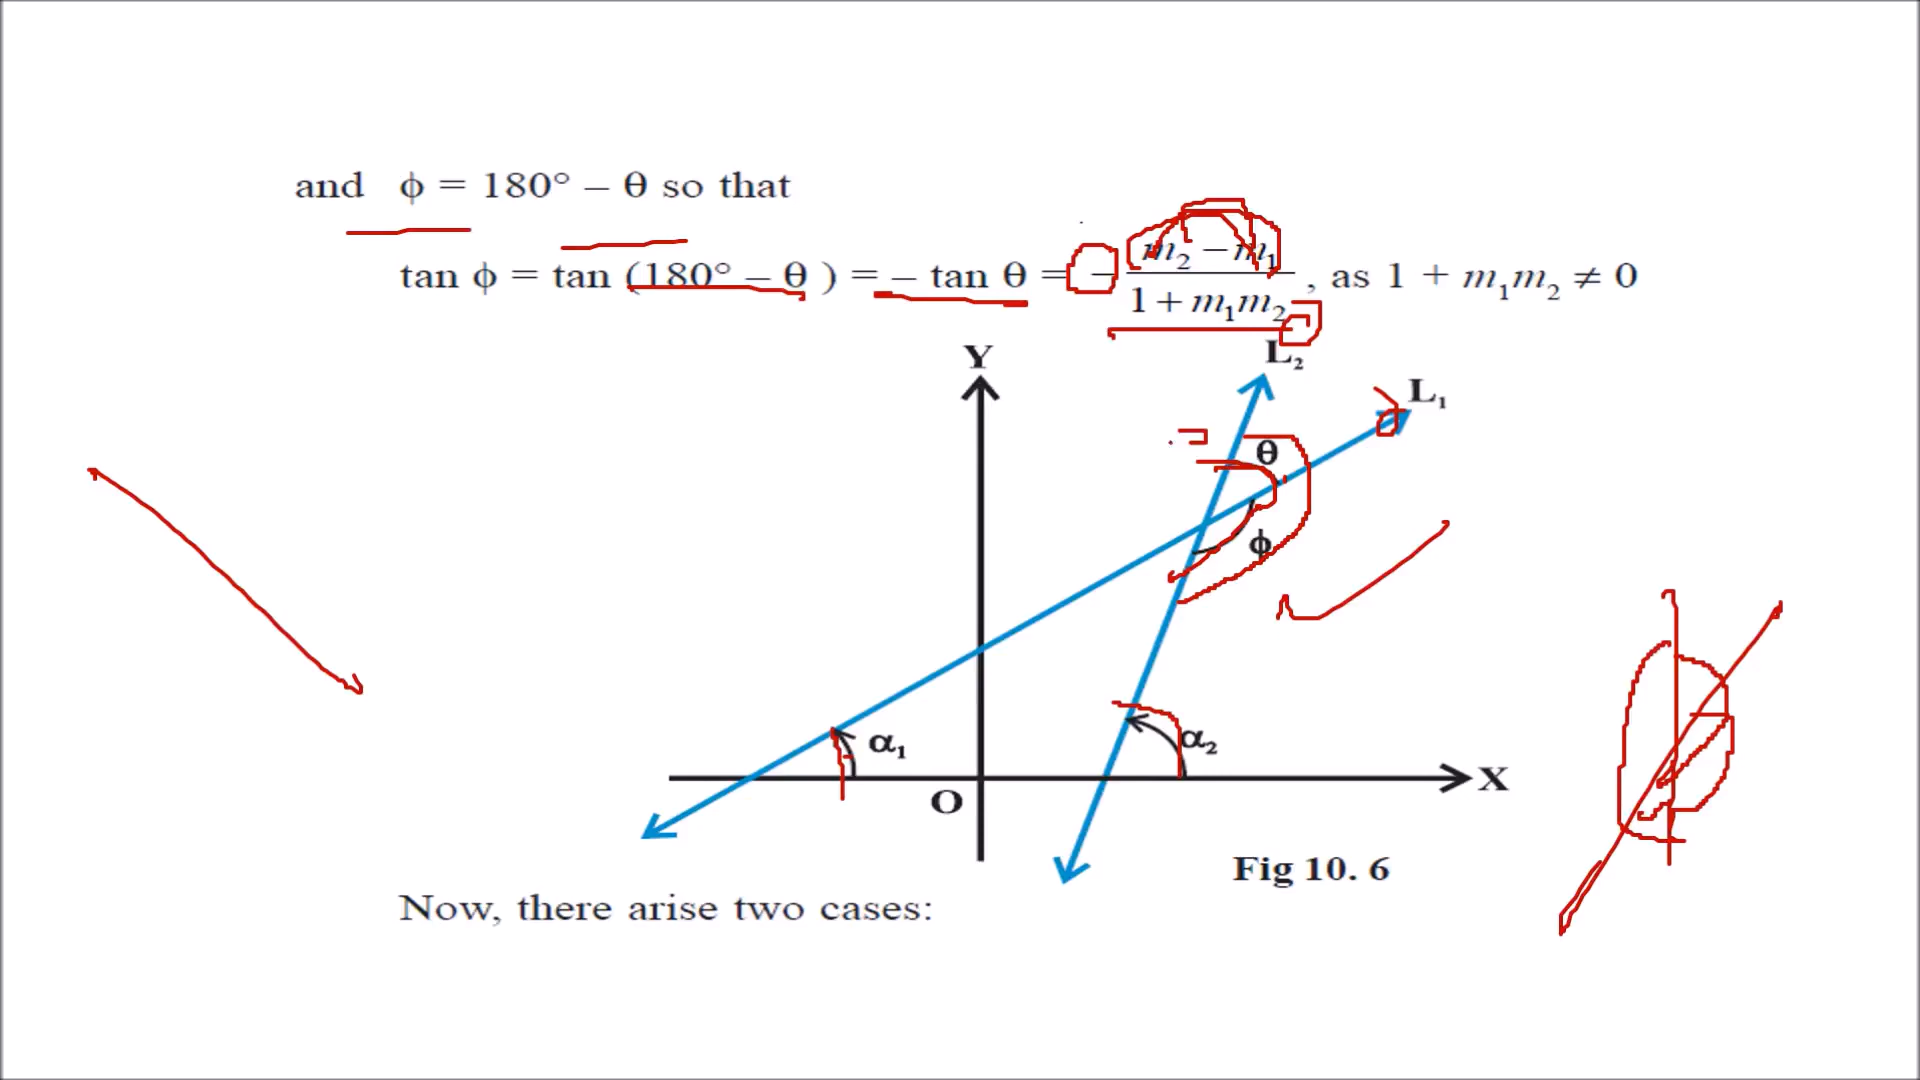 and ϕ = 180° – θ so that
tan ϕ = tan (180° – θ ) = – tan θ = – (m₂ – m₁)/(1 + m₁m₂) , as 1 + m₁m₂ ≠ 0
Y
L₂
L₁
θ
ϕ
α₁
α₂
X
O
Fig 10. 6
Now, there arise two cases: